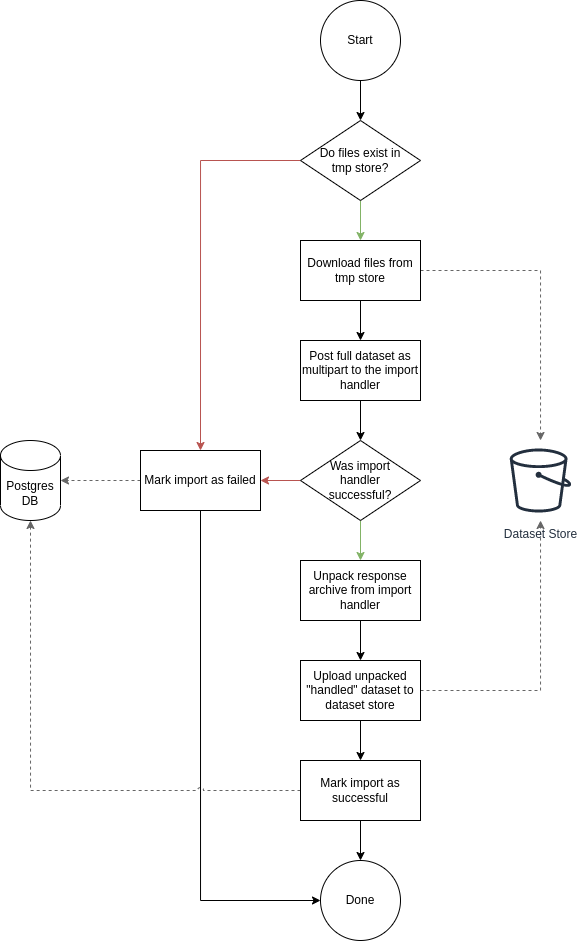 Start
Do files exist in
tmp store?
Download files from
tmp store
Post full dataset as
multipart to the import
handler
Was import
handler
successful?
Mark import as failed
Postgres
DB
Dataset Store
Unpack response
archive from import
handler
Upload unpacked
"handled" dataset to
dataset store
Mark import as
successful
Done